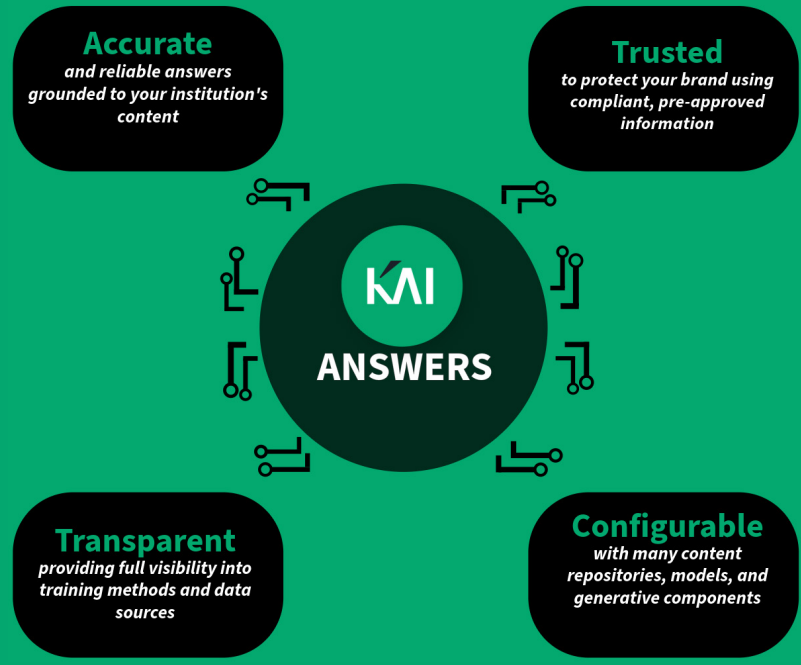 Accurate
and reliable answers
grounded to your institution's
content
Trusted
to protect your brand using
compliant, pre-approved
information
KAI
ANSWERS
Transparent
providing full visibility into
training methods and data
sources
Configurable
with many content
repositories, models, and
generative components